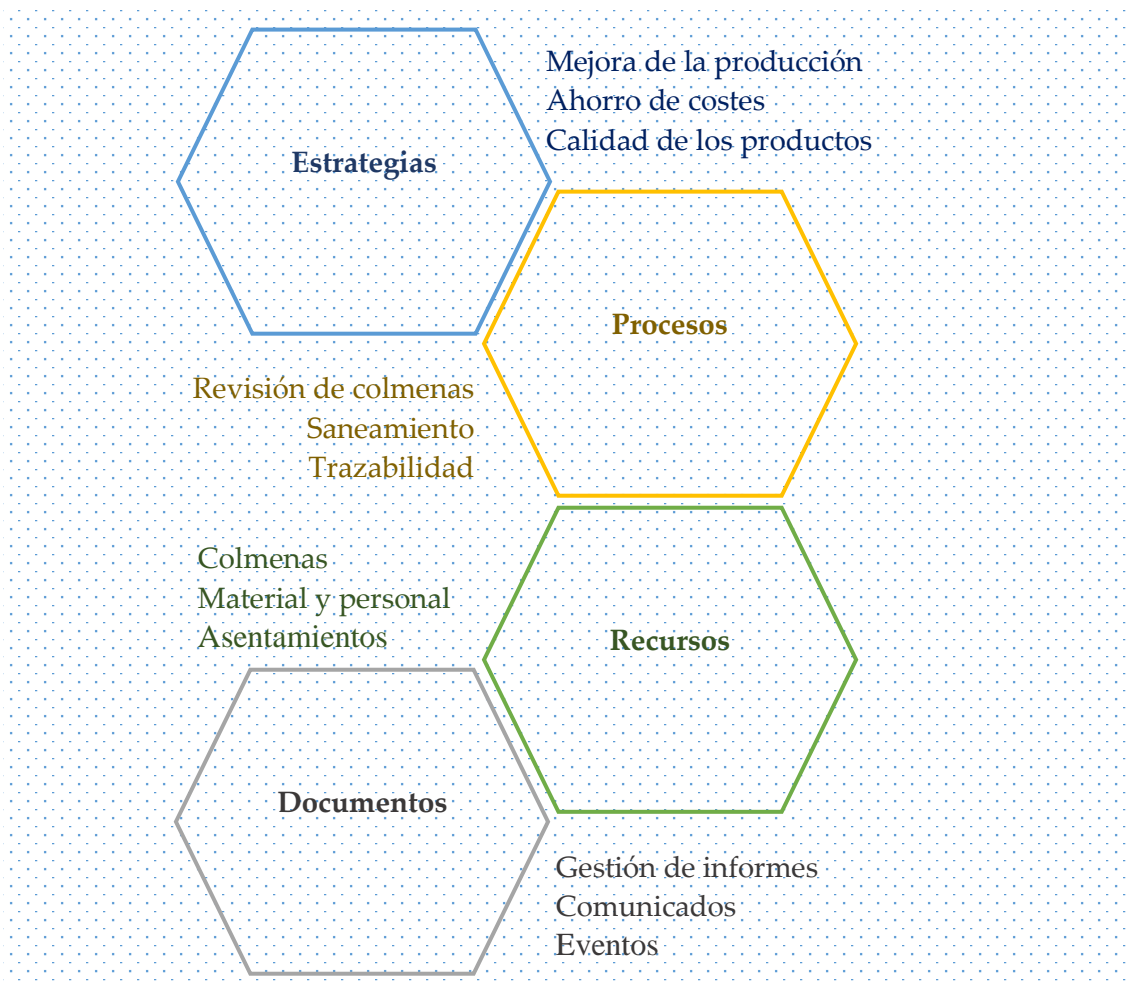 Estrategias
Mejora de la producción
Ahorro de costes
Calidad de los productos
Procesos
Revisión de colmenas
Saneamiento
Trazabilidad
Recursos
Colmenas
Material y personal
Asentamientos
Documentos
Gestión de informes
Comunicados
Eventos